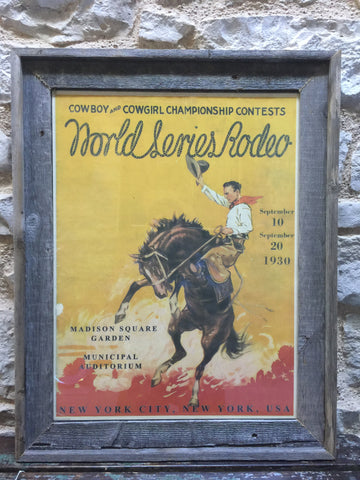 COWBOY AND COWGIRL CHAMPIONSHIP CONTESTS
World Series Rodeo
September
10
September
20
1930
MADISON SQUARE
GARDEN
MUNICIPAL
AUDITORIUM
NEW YORK CITY, NEW YORK, USA